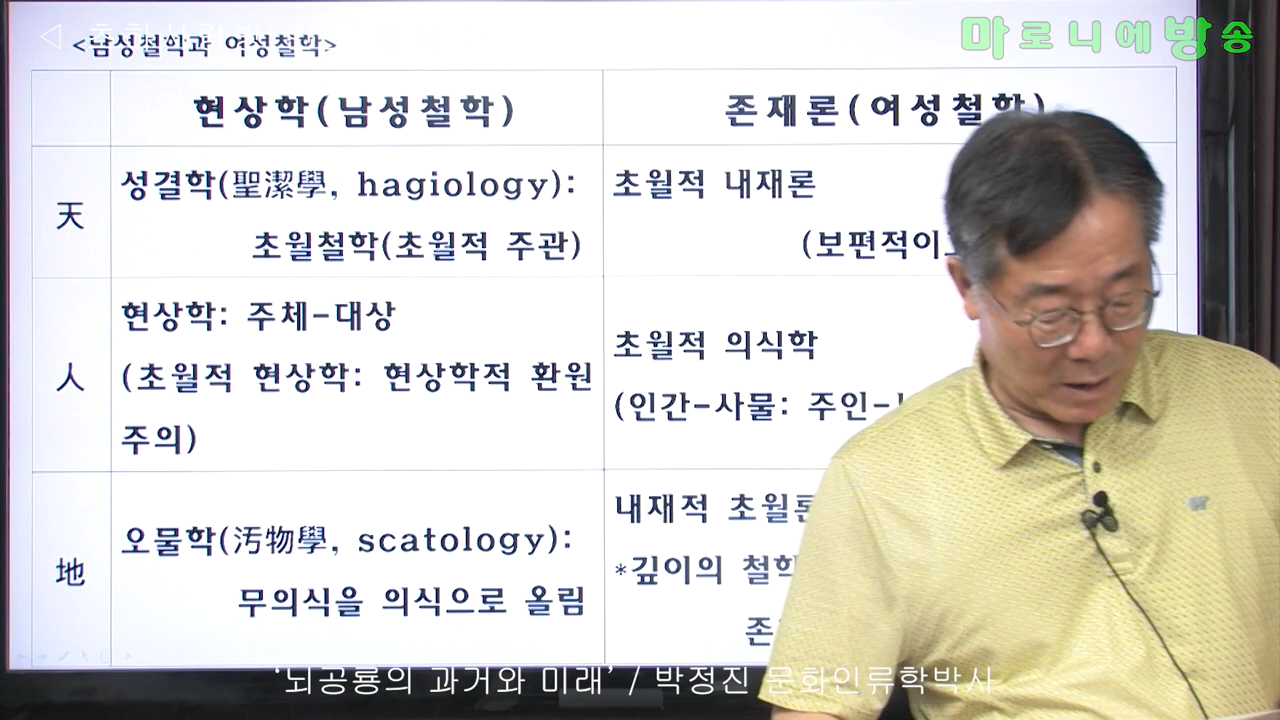 <남성철학과 여성철학>
마로니에방송
현상학(남성철학)
존재론(여성철학)
天
성결학(聖潔學, hagiology):
초월철학(초월적 주관)
초월적 내재론
(보편적이
人
현상학: 주체-대상
(초월적 현상학: 현상학적 환원
주의)
초월적 의식학
(인간-사물: 주인-
地
오물학(汚物學, scatology):
무의식을 의식으로 올림
내재적 초월론
*깊이의 철학
존
'뇌공룡의 과거와 미래' / 박정진 문화인류학박사